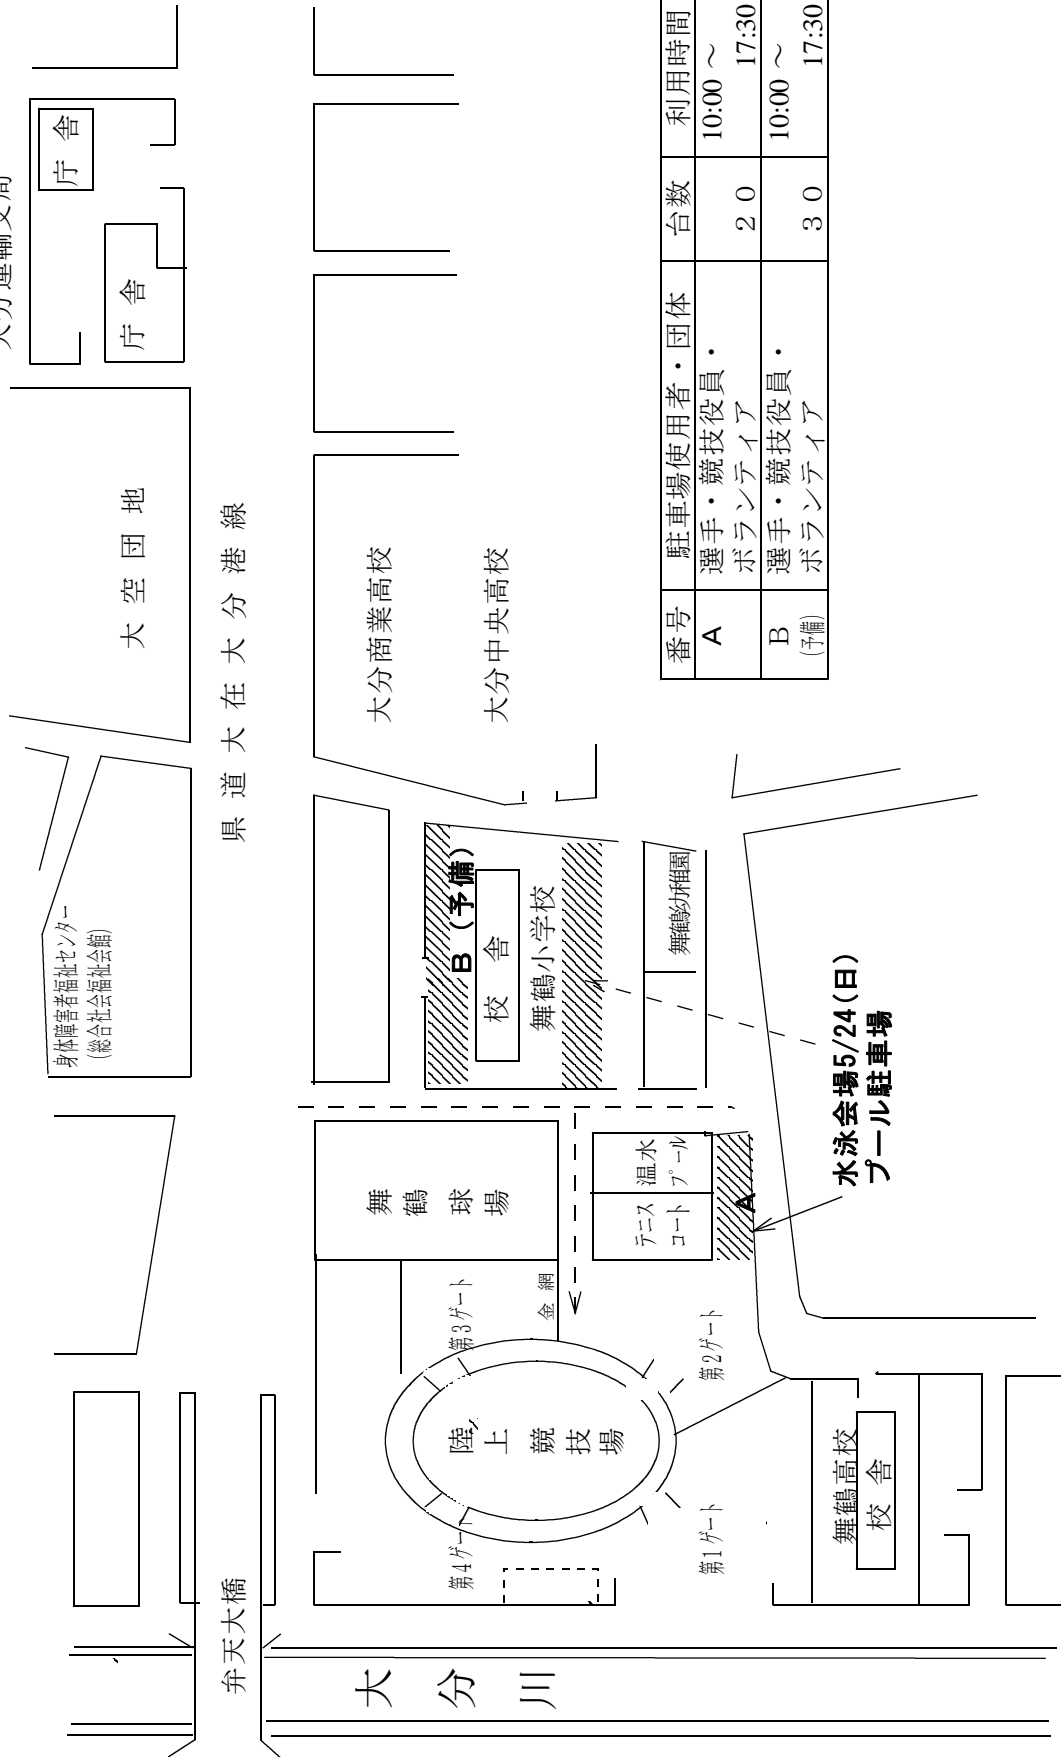 大分運輸支局
庁 舎
庁 舎
大 空 団 地
県 道 大 在 大 分 港 線
身体障害者福祉センター
(総合社会福祉会館)
大分商業高校
大分中央高校
B (予備)
校 舎
舞鶴小学校
舞鶴幼稚園
水泳会場5/24(日)
プール駐車場
舞 鶴 球 場
温水
プール
テニス
コート
A
金 網
第3ゲート
第2ゲート
陸 上 競 技 場
第4ゲート
第1ゲート
舞鶴高校
校 舎
弁天大橋
大 分 川
番号 駐車場使用者・団体 台数 利用時間
A 選手・競技役員・ボランティア 20 10:00 ~ 17:30
B (予備) 選手・競技役員・ボランティア 30 10:00 ~ 17:30